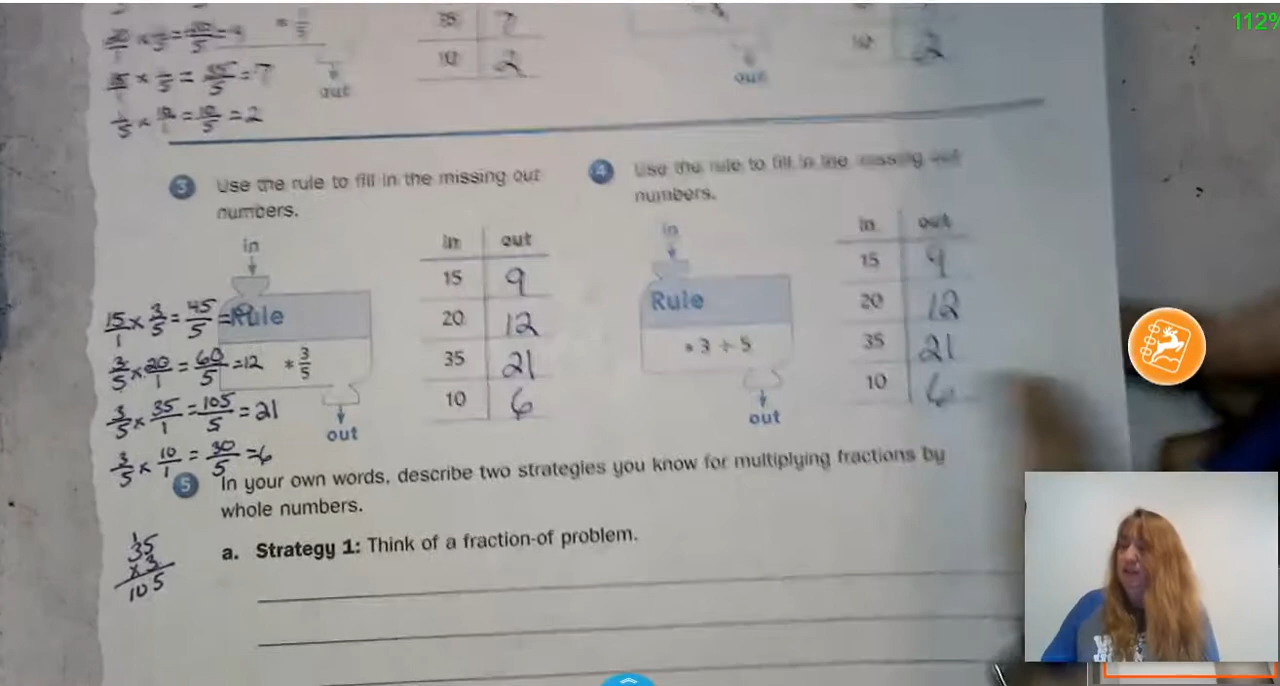 112%
35 7
10 2
out
out
10 2
= 35/5 = 7
1/5 × 10/1 = 10/5 = 2
3 Use the rule to fill in the missing out
numbers.
in
Rule
* 3/5
out
in out
15 9
20 12
35 21
10 6
15/1 × 3/5 = 45/5 =
3/5 × 20/1 = 60/5 = 12
3/5 × 35/1 = 105/5 = 21
3/5 × 10/1 = 30/5 = 6
4 Use the rule to fill in the missing out
numbers.
in
Rule
* 3 ÷ 5
out
in out
15 9
20 12
35 21
10 6
5 In your own words, describe two strategies you know for multiplying fractions by
whole numbers.
1
35
×3
105
a. Strategy 1: Think of a fraction-of problem.